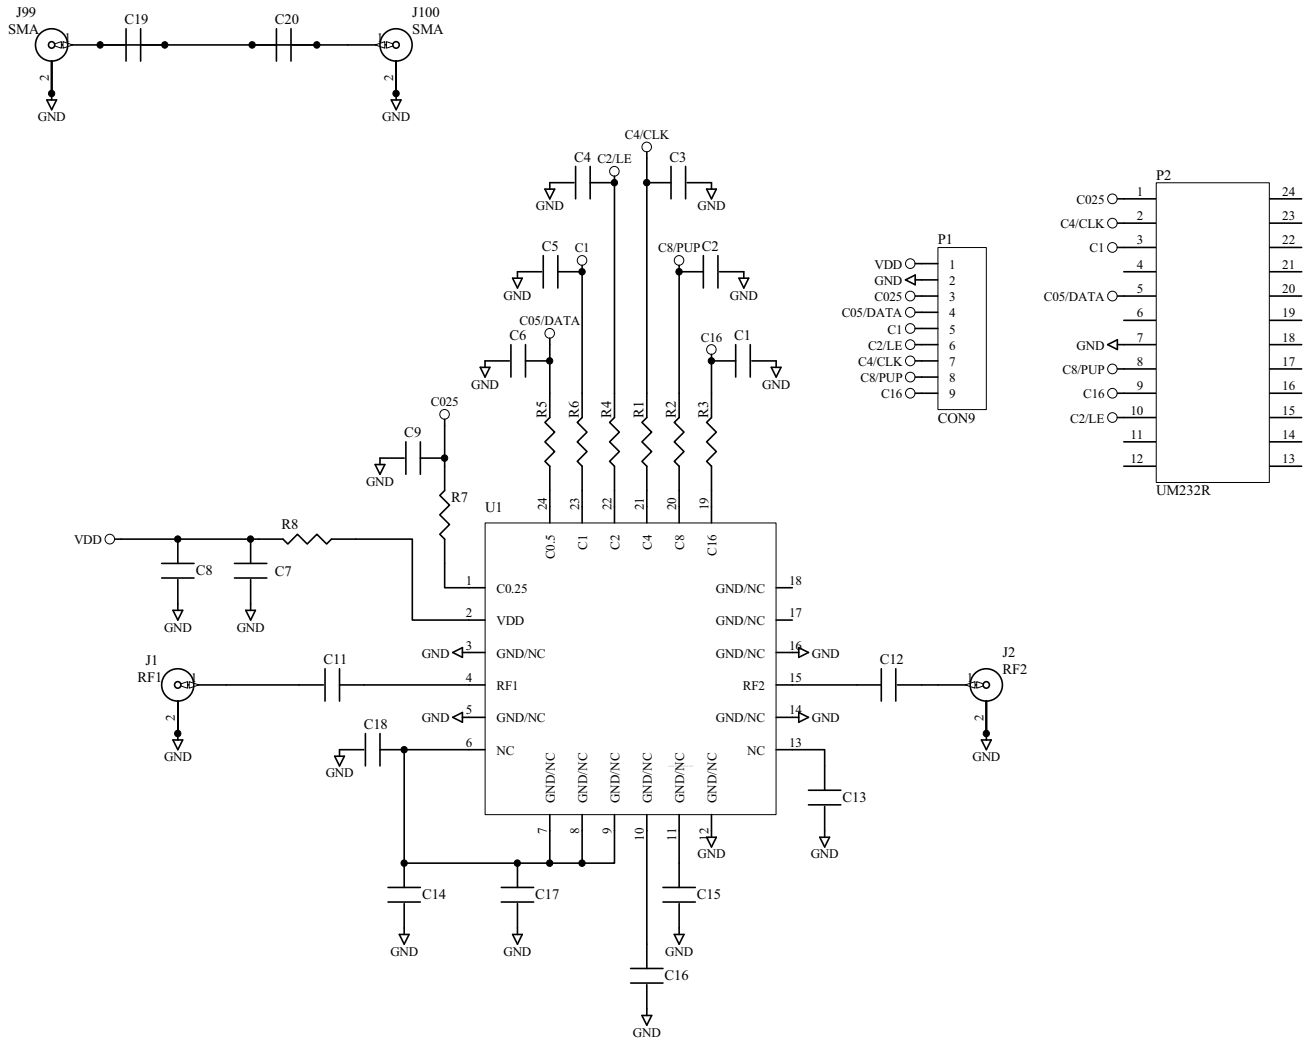 J99
SMA
C19
C20
J100
SMA
1
1
2
2
GND
GND
C4/CLK
C4
C2/LE
C3
GND
GND
C5
C1
C8/PUP
C2
GND
GND
C05/DATA
C6
C16
C1
GND
GND
C025
C9
R5
R6
R4
R1
R2
R3
GND
R7
P1
VDD
1
GND
2
C025
3
C05/DATA
4
C1
5
C2/LE
6
C4/CLK
7
C8/PUP
8
C16
9
CON9
P2
C025
1
24
C4/CLK
2
23
C1
3
22
4
21
C05/DATA
5
20
6
19
GND
7
18
C8/PUP
8
17
C16
9
16
C2/LE
10
15
11
14
12
13
UM232R
U1
24
23
22
21
20
19
C0.5
C1
C2
C4
C8
C16
VDD
R8
C8
C7
GND
GND
1
C0.25
GND/NC
18
2
VDD
GND/NC
17
GND
3
GND/NC
GND/NC
16
GND
J1
RF1
1
C11
4
RF1
RF2
15
C12
1
J2
RF2
2
GND
2
GND
GND
5
GND/NC
GND/NC
14
GND
C18
GND
6
NC
NC
13
GND/NC
GND/NC
GND/NC
GND/NC
GND/NC
GND/NC
7
8
9
10
11
12
GND
C13
GND
C14
C17
C15
GND
GND
GND
C16
GND